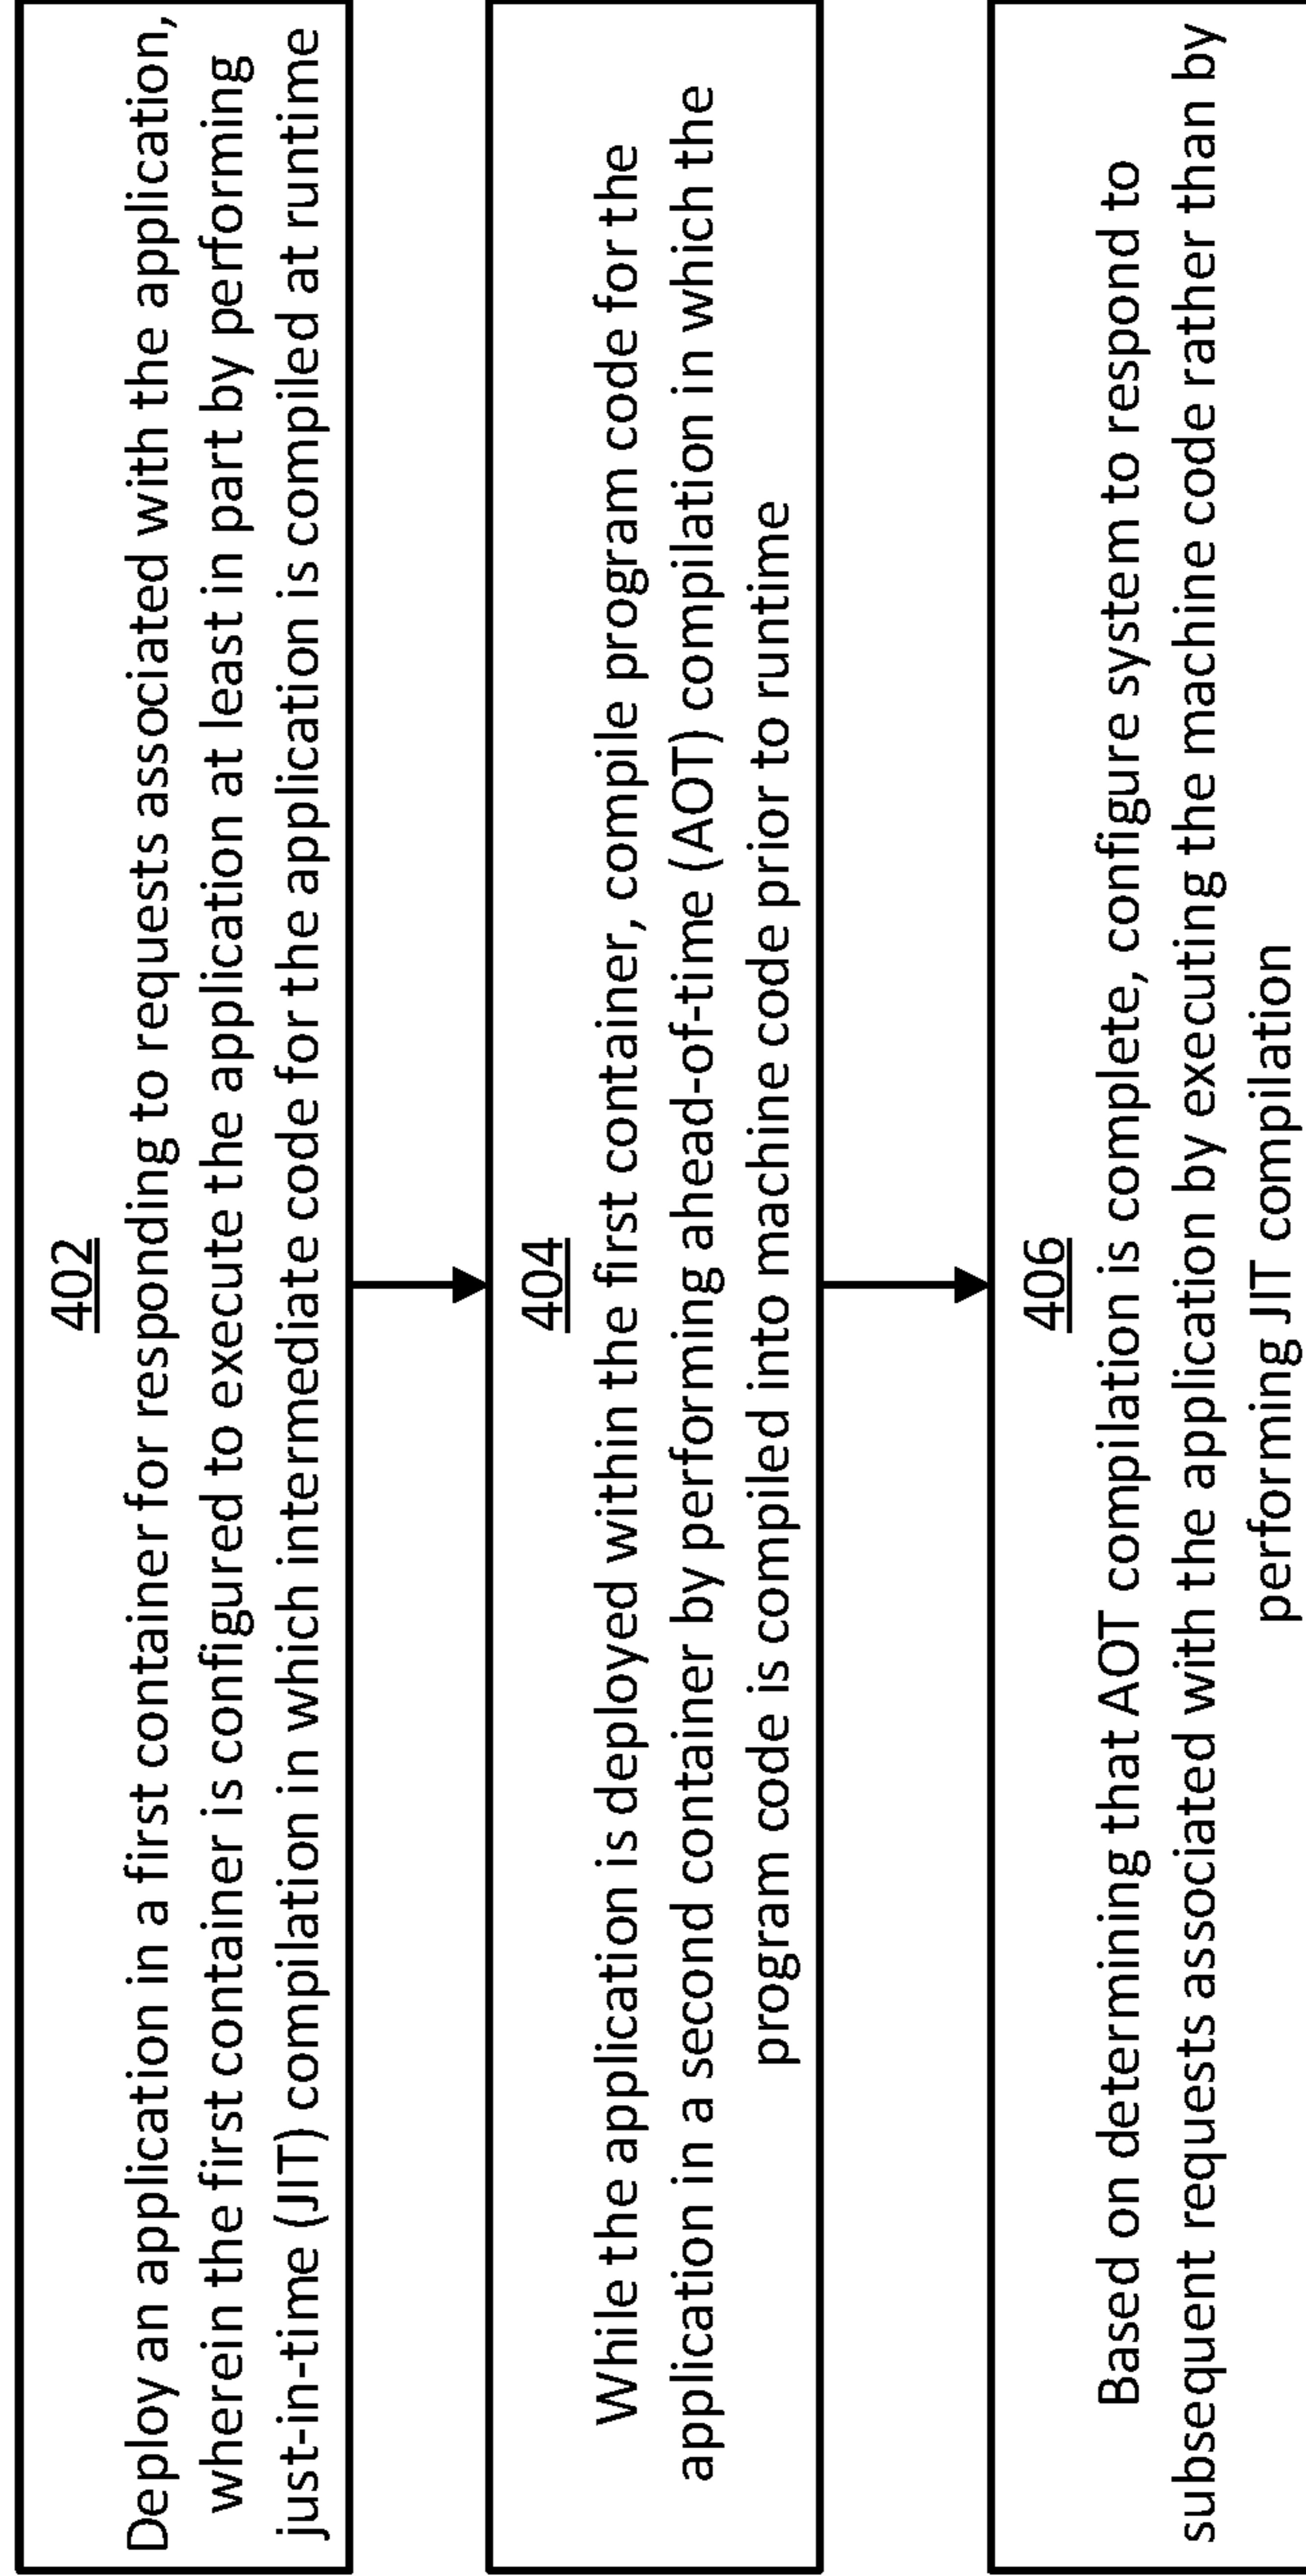 402
Deploy an application in a first container for responding to requests associated with the application,
wherein the first container is configured to execute the application at least in part by performing
just-in-time (JIT) compilation in which intermediate code for the application is compiled at runtime
404
While the application is deployed within the first container, compile program code for the
application in a second container by performing ahead-of-time (AOT) compilation in which the
program code is compiled into machine code prior to runtime
406
Based on determining that AOT compilation is complete, configure system to respond to
subsequent requests associated with the application by executing the machine code rather than by
performing JIT compilation